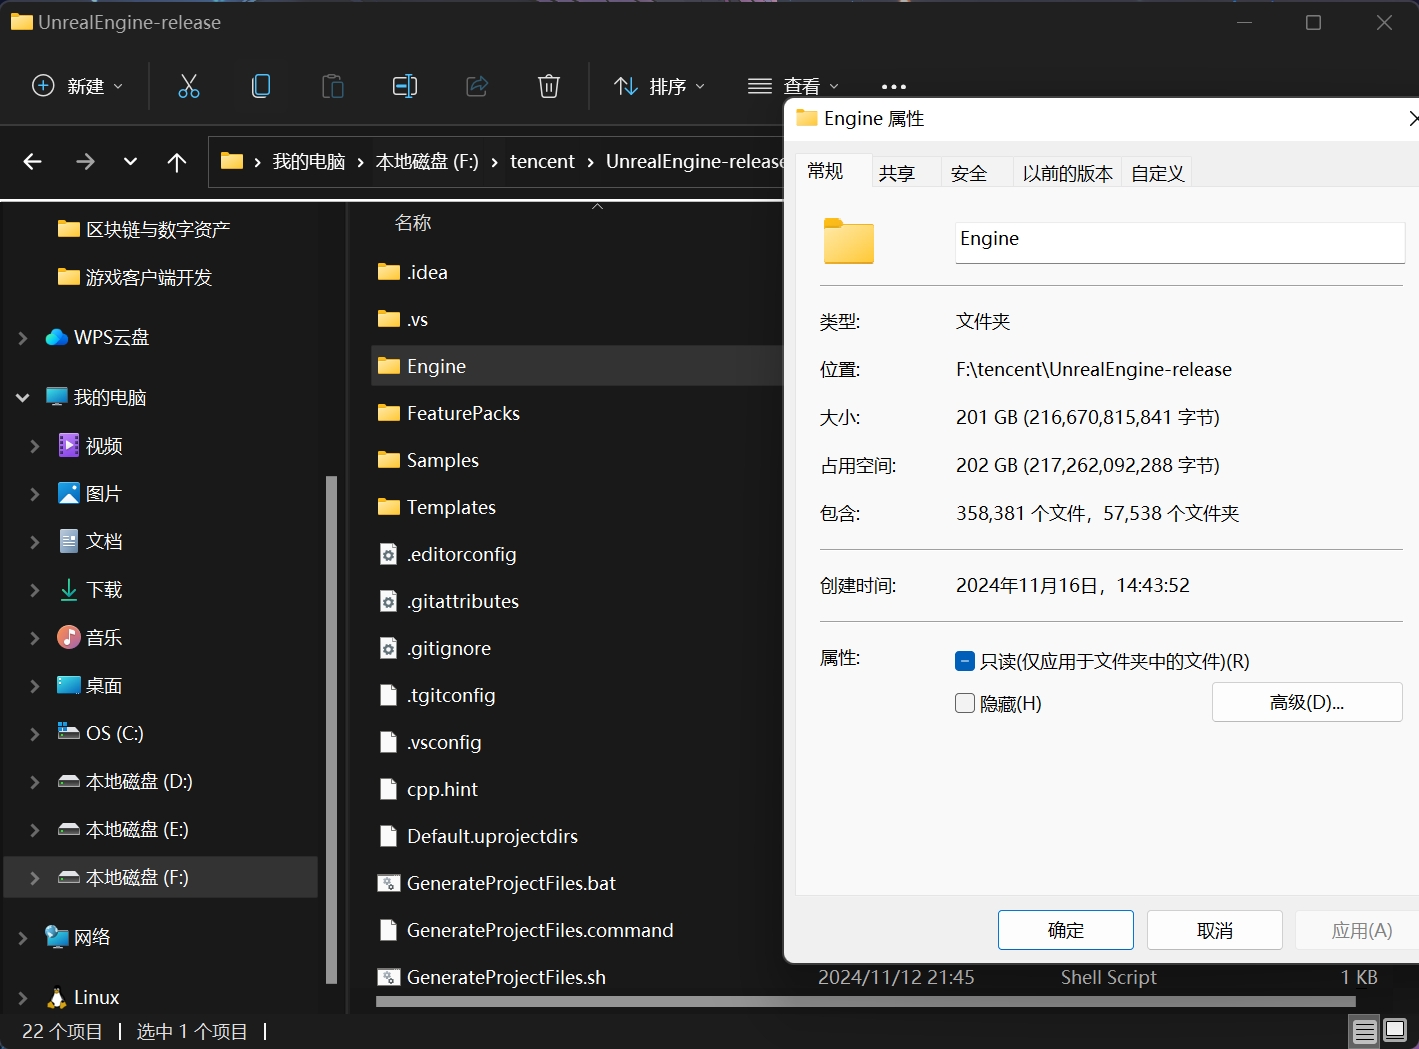 UnrealEngine-release
新建
排序
查看
我的电脑
本地磁盘 (F:)
tencent
UnrealEngine-release
区块链与数字资产
游戏客户端开发
WPS云盘
我的电脑
视频
图片
文档
下载
音乐
桌面
OS (C:)
本地磁盘 (D:)
本地磁盘 (E:)
本地磁盘 (F:)
网络
Linux
名称
.idea
.vs
Engine
FeaturePacks
Samples
Templates
.editorconfig
.gitattributes
.gitignore
.tgitconfig
.vsconfig
cpp.hint
Default.uprojectdirs
GenerateProjectFiles.bat
GenerateProjectFiles.command
GenerateProjectFiles.sh 2024/11/12 21:45 Shell Script 1 KB
Engine 属性
常规 共享 安全 以前的版本 自定义
Engine
类型: 文件夹
位置: F:\tencent\UnrealEngine-release
大小: 201 GB (216,670,815,841 字节)
占用空间: 202 GB (217,262,092,288 字节)
包含: 358,381 个文件，57,538 个文件夹
创建时间: 2024年11月16日，14:43:52
属性: 只读(仅应用于文件夹中的文件)(R)
隐藏(H) 高级(D)...
确定 取消 应用(A)
22 个项目 选中 1 个项目